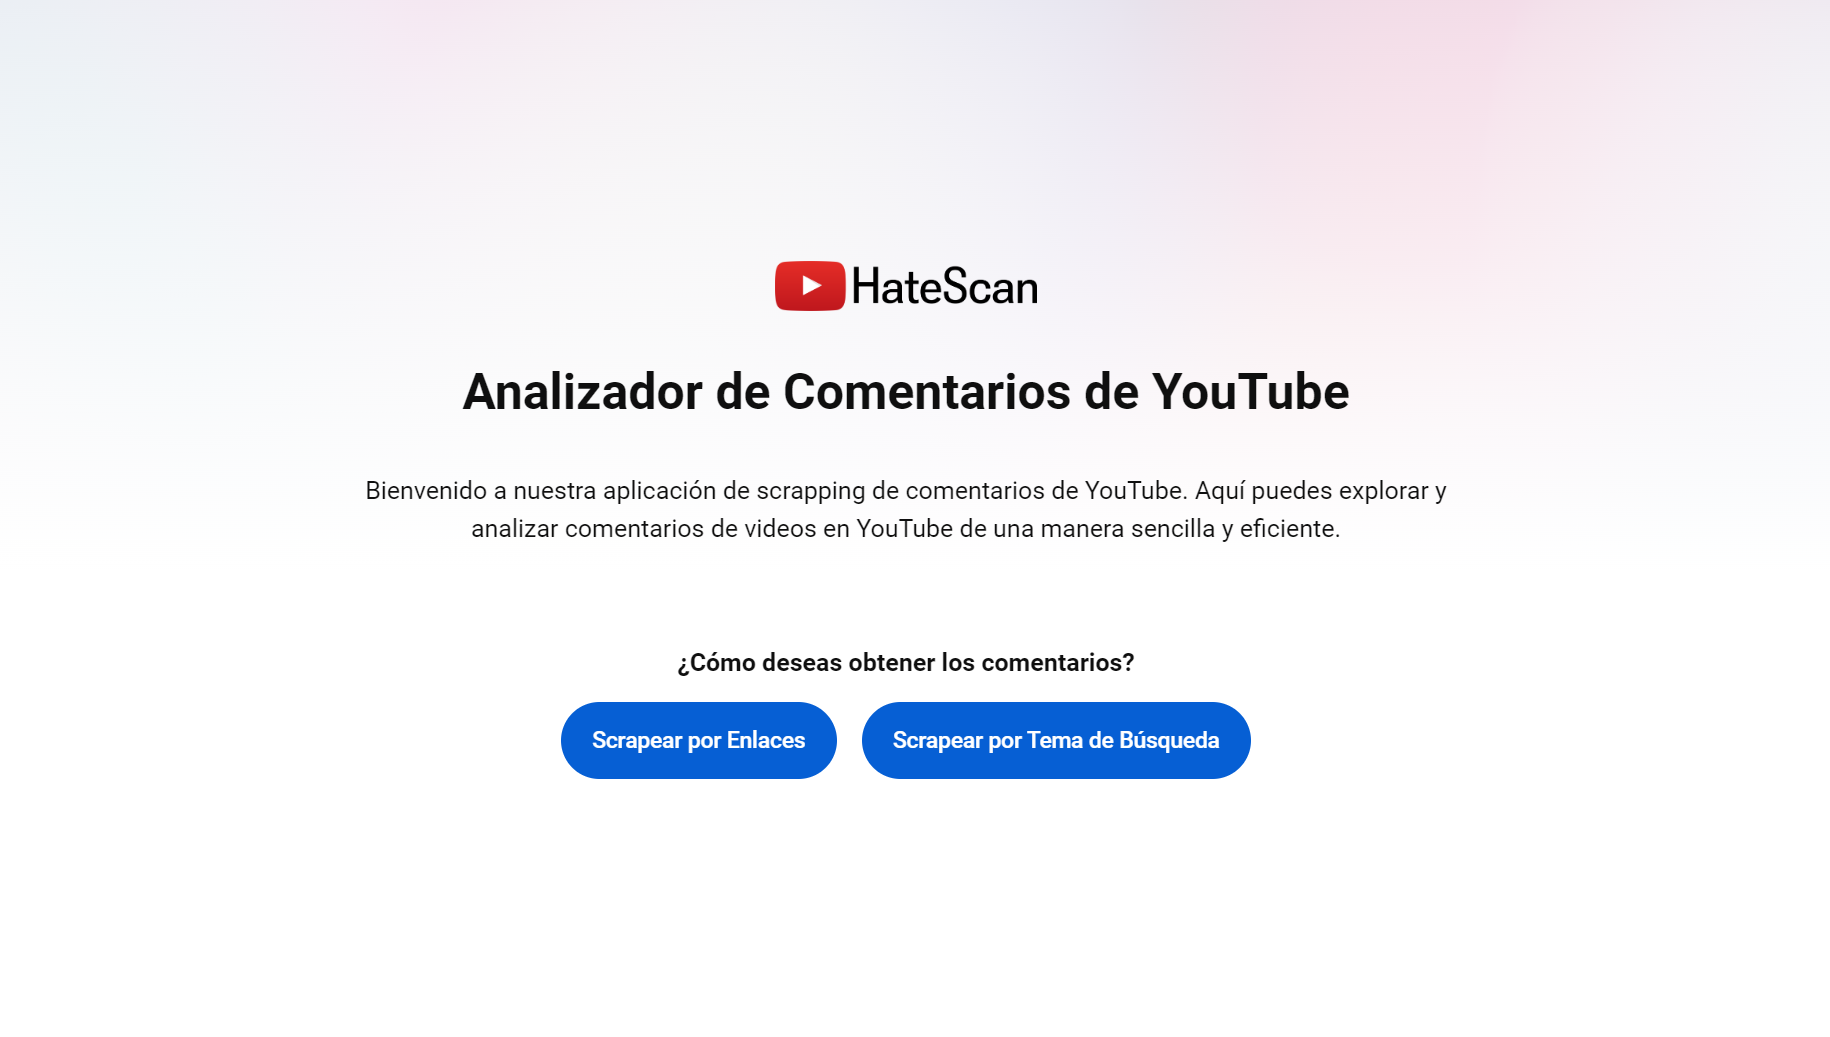 HateScan
Analizador de Comentarios de YouTube
Bienvenido a nuestra aplicación de scrapping de comentarios de YouTube. Aquí puedes explorar y
analizar comentarios de videos en YouTube de una manera sencilla y eficiente.
¿Cómo deseas obtener los comentarios?
Scrapear por Enlaces
Scrapear por Tema de Búsqueda